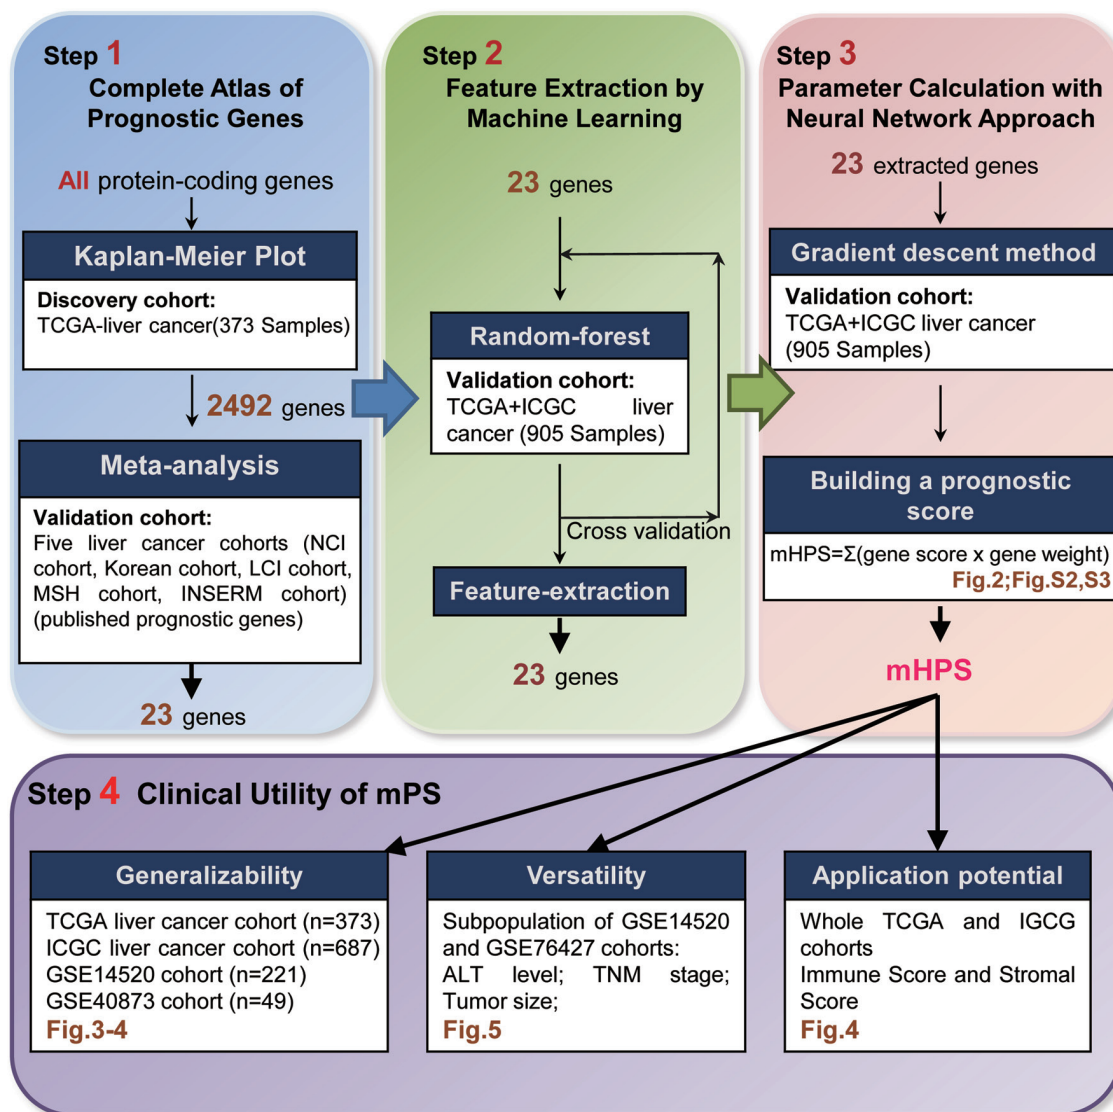 Step 1
Complete Atlas of
Prognostic Genes
All protein-coding genes
Kaplan-Meier Plot
Discovery cohort:
TCGA-liver cancer(373 Samples)
2492 genes
Meta-analysis
Validation cohort:
Five liver cancer cohorts (NCI
cohort, Korean cohort, LCI cohort,
MSH cohort, INSERM cohort)
(published prognostic genes)
23 genes
Step 2
Feature Extraction by
Machine Learning
23 genes
Random-forest
Validation cohort:
TCGA+ICGC liver
cancer (905 Samples)
Cross validation
Feature-extraction
23 genes
Step 3
Parameter Calculation with
Neural Network Approach
23 extracted genes
Gradient descent method
Validation cohort:
TCGA+ICGC liver cancer
(905 Samples)
Building a prognostic
score
mHPS=Σ(gene score x gene weight)
Fig.2;Fig.S2,S3
mHPS
Step 4 Clinical Utility of mPS
Generalizability
TCGA liver cancer cohort (n=373)
ICGC liver cancer cohort (n=687)
GSE14520 cohort (n=221)
GSE40873 cohort (n=49)
Fig.3-4
Versatility
Subpopulation of GSE14520
and GSE76427 cohorts:
ALT level; TNM stage;
Tumor size;
Fig.5
Application potential
Whole TCGA and IGCG
cohorts
Immune Score and Stromal
Score
Fig.4